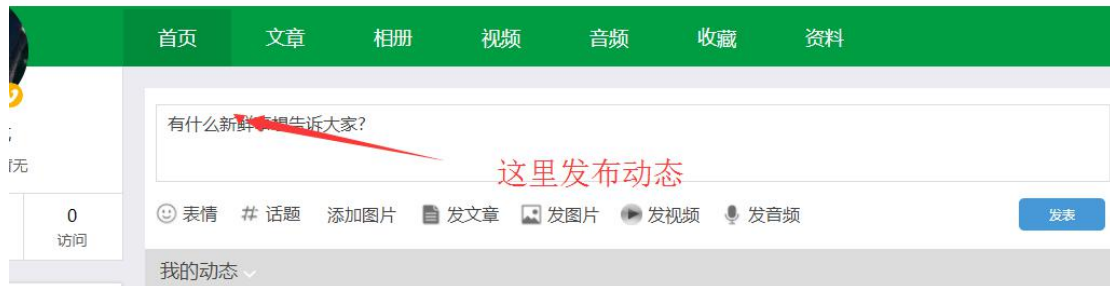 首页 文章 相册 视频 音频 收藏 资料
有什么新鲜事想告诉大家?
这里发布动态
无
表情 # 话题 添加图片 发文章 发图片 发视频 发音频 发表
0
访问
我的动态